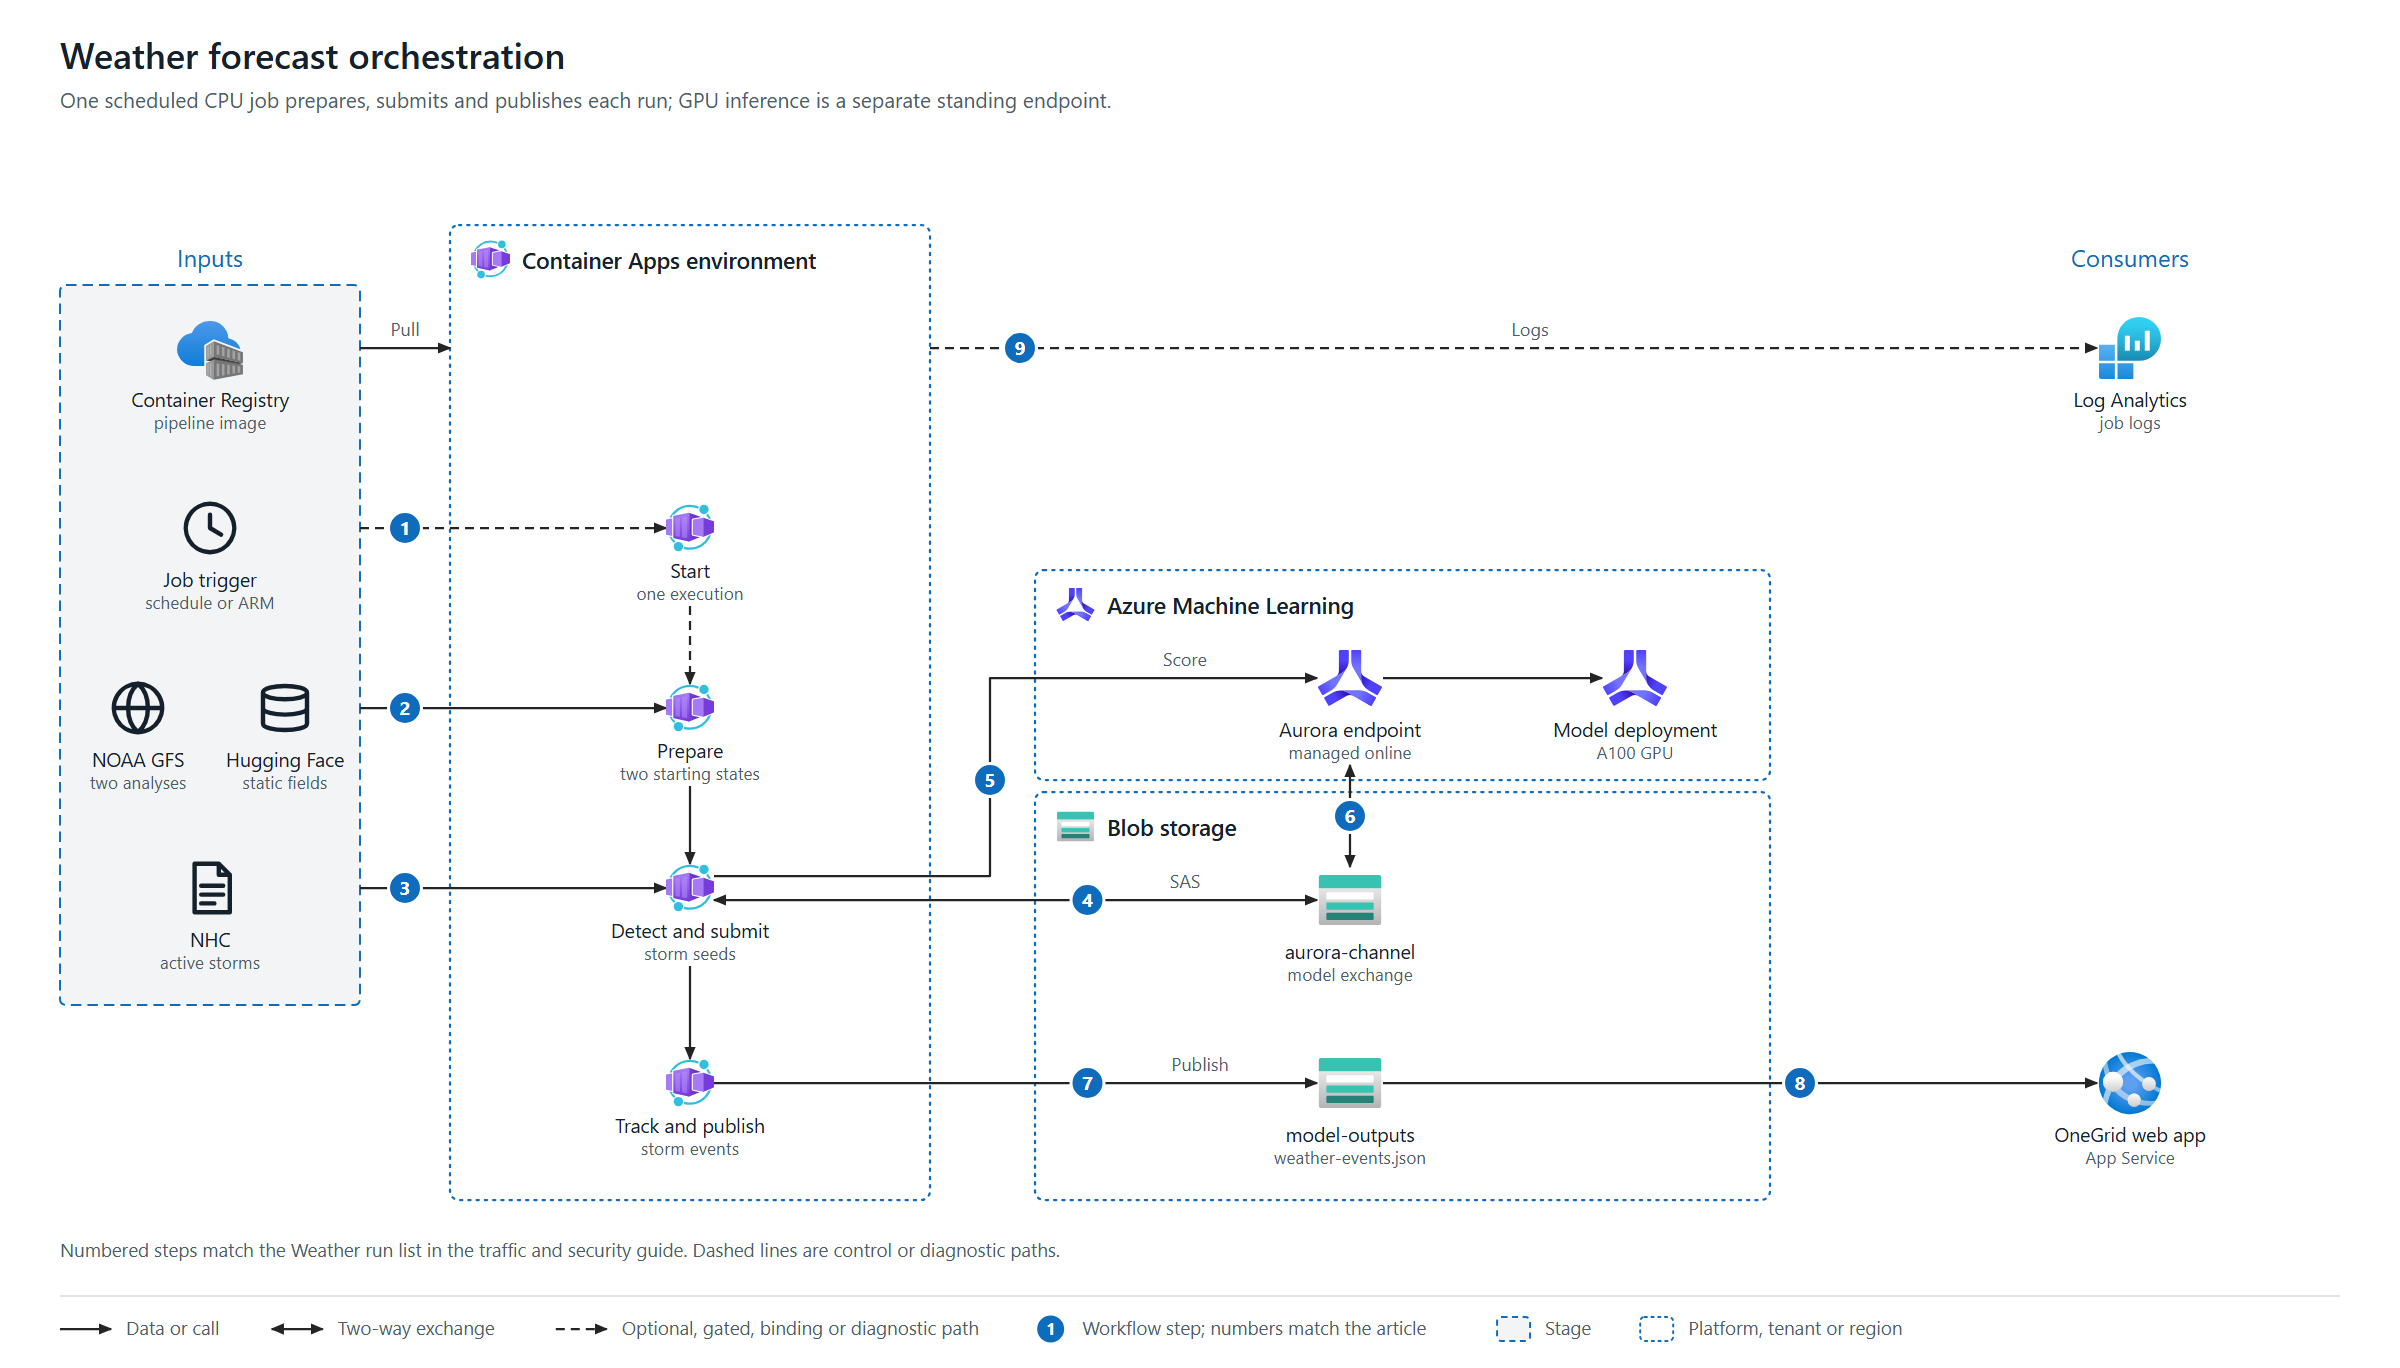 Weather forecast orchestration
One scheduled CPU job prepares, submits and publishes each run; GPU inference is a separate standing endpoint.
Inputs
Container Registry
pipeline image
Job trigger
schedule or ARM
NOAA GFS
two analyses
Hugging Face
static fields
NHC
active storms
Pull
1
2
3
Container Apps environment
Start
one execution
Prepare
two starting states
Detect and submit
storm seeds
Track and publish
storm events
9
Logs
5
Score
Azure Machine Learning
Aurora endpoint
managed online
Model deployment
A100 GPU
6
Blob storage
4
SAS
aurora-channel
model exchange
7
Publish
model-outputs
weather-events.json
8
Consumers
Log Analytics
job logs
OneGrid web app
App Service
Numbered steps match the Weather run list in the traffic and security guide. Dashed lines are control or diagnostic paths.
Data or call
Two-way exchange
Optional, gated, binding or diagnostic path
1
Workflow step; numbers match the article
Stage
Platform, tenant or region